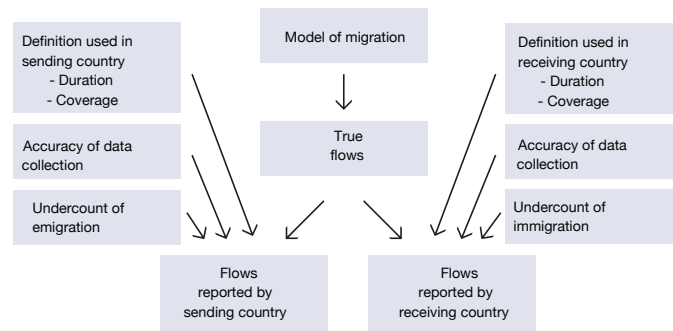 Definition used in
sending country
- Duration
- Coverage
Accuracy of data
collection
Undercount of
emigration
Model of migration
True
flows
Definition used in
receiving country
- Duration
- Coverage
Accuracy of data
collection
Undercount of
immigration
Flows
reported by
sending country
Flows
reported by
receiving country